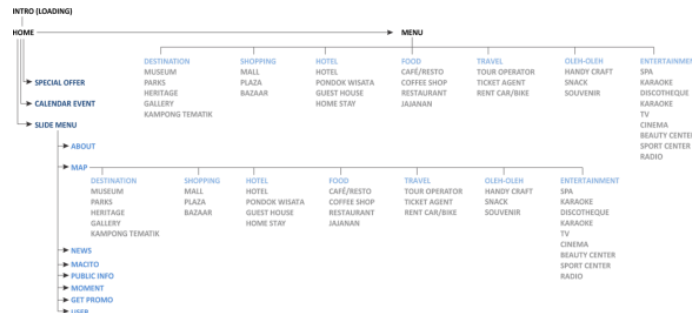 INTRO (LOADING)
HOME
MENU
DESTINATION
MUSEUM
PARKS
HERITAGE
GALLERY
KAMPONG TEMATIK
SHOPPING
MALL
PLAZA
BAZAAR
HOTEL
HOTEL
PONDOK WISATA
GUEST HOUSE
HOME STAY
FOOD
CAFÉ/RESTO
COFFEE SHOP
RESTAURANT
JAJANAN
TRAVEL
TOUR OPERATOR
TICKET AGENT
RENT CAR/BIKE
OLEH-OLEH
HANDY CRAFT
SNACK
SOUVENIR
ENTERTAINMENT
SPA
KARAOKE
DISCOTHEQUE
KARAOKE
TV
CINEMA
BEAUTY CENTER
SPORT CENTER
RADIO
SPECIAL OFFER
CALENDAR EVENT
SLIDE MENU
ABOUT
MAP
DESTINATION
MUSEUM
PARKS
HERITAGE
GALLERY
KAMPONG TEMATIK
SHOPPING
MALL
PLAZA
BAZAAR
HOTEL
HOTEL
PONDOK WISATA
GUEST HOUSE
HOME STAY
FOOD
CAFÉ/RESTO
COFFEE SHOP
RESTAURANT
JAJANAN
TRAVEL
TOUR OPERATOR
TICKET AGENT
RENT CAR/BIKE
OLEH-OLEH
HANDY CRAFT
SNACK
SOUVENIR
ENTERTAINMENT
SPA
KARAOKE
DISCOTHEQUE
KARAOKE
TV
CINEMA
BEAUTY CENTER
SPORT CENTER
RADIO
NEWS
MACITO
PUBLIC INFO
MOMENT
GET PROMO
USER